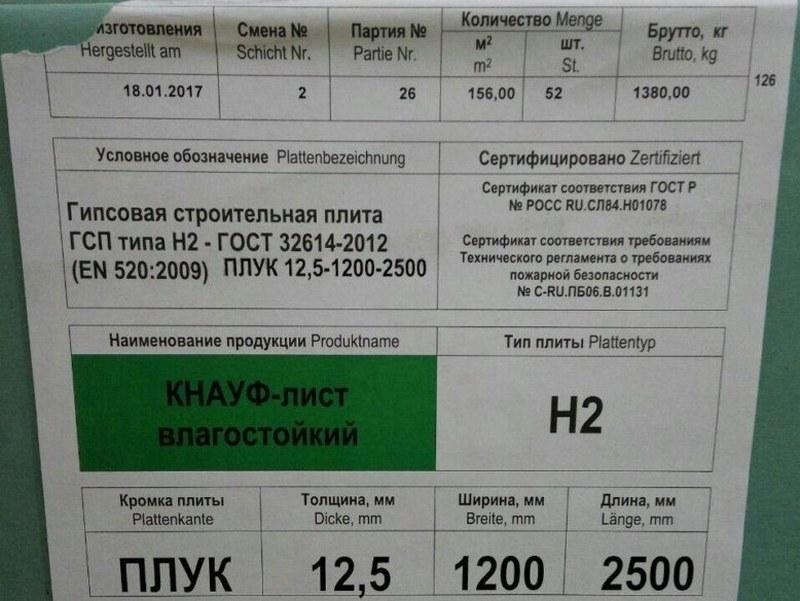 изготовления Смена № Партия № Количество Menge Брутто, кг
Hergestellt am Schicht Nr. Partie Nr. м² шт. Brutto, kg
m² St.
18.01.2017 2 26 156,00 52 1380,00
126
Условное обозначение Plattenbezeichnung
Гипсовая строительная плита
ГСП типа Н2 - ГОСТ 32614-2012
(EN 520:2009) ПЛУК 12,5-1200-2500
Сертифицировано Zertifiziert
Сертификат соответствия ГОСТ Р
№ РОСС RU.СЛ84.Н01078
Сертификат соответствия требованиям
Технического регламента о требованиях
пожарной безопасности
№ C-RU.ПБ06.В.01131
Наименование продукции Produktname
КНАУФ-лист
влагостойкий
Тип плиты Plattentyp
Н2
Кромка плиты Толщина, мм Ширина, мм Длина, мм
Plattenkante Dicke, mm Breite, mm Länge, mm
ПЛУК 12,5 1200 2500